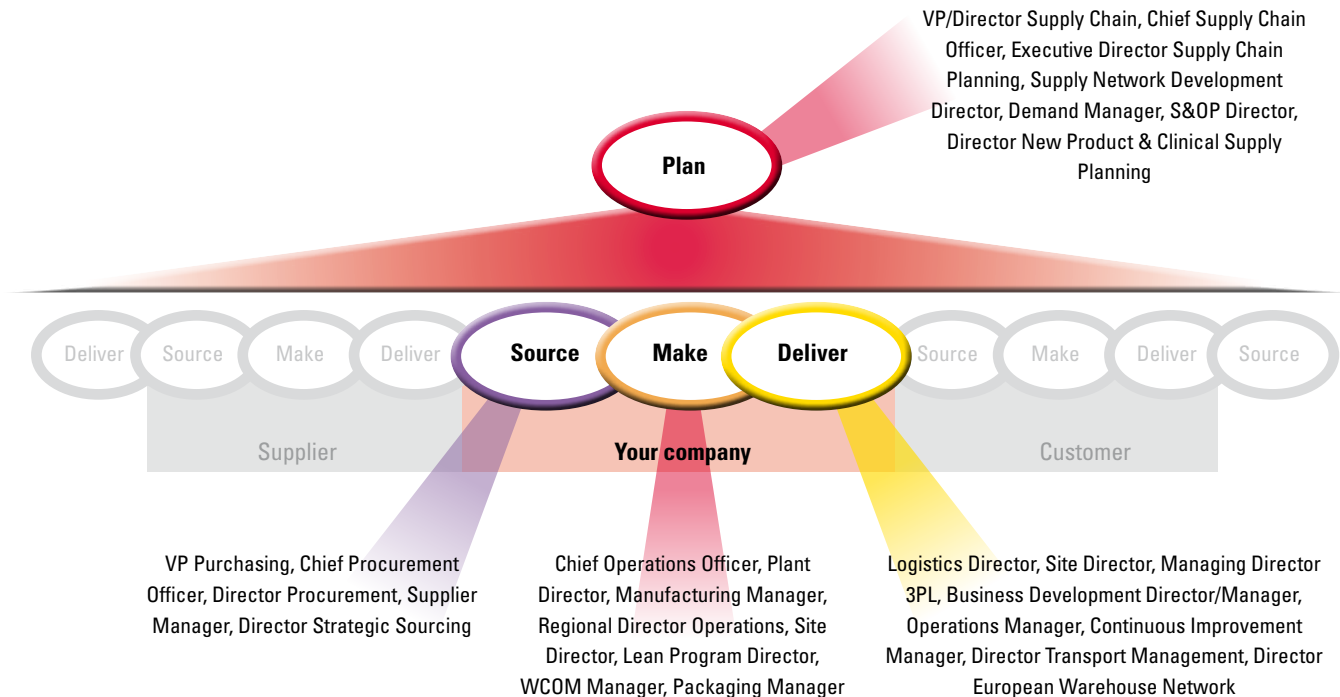 VP/Director Supply Chain, Chief Supply Chain
Officer, Executive Director Supply Chain
Planning, Supply Network Development
Director, Demand Manager, S&OP Director,
Director New Product & Clinical Supply
Planning
Plan
Deliver Source Make Deliver Source Make Deliver Source Make Deliver Source
Supplier Your company Customer
VP Purchasing, Chief Procurement
Officer, Director Procurement, Supplier
Manager, Director Strategic Sourcing
Chief Operations Officer, Plant
Director, Manufacturing Manager,
Regional Director Operations, Site
Director, Lean Program Director,
WCOM Manager, Packaging Manager
Logistics Director, Site Director, Managing Director
3PL, Business Development Director/Manager,
Operations Manager, Continuous Improvement
Manager, Director Transport Management, Director
European Warehouse Network